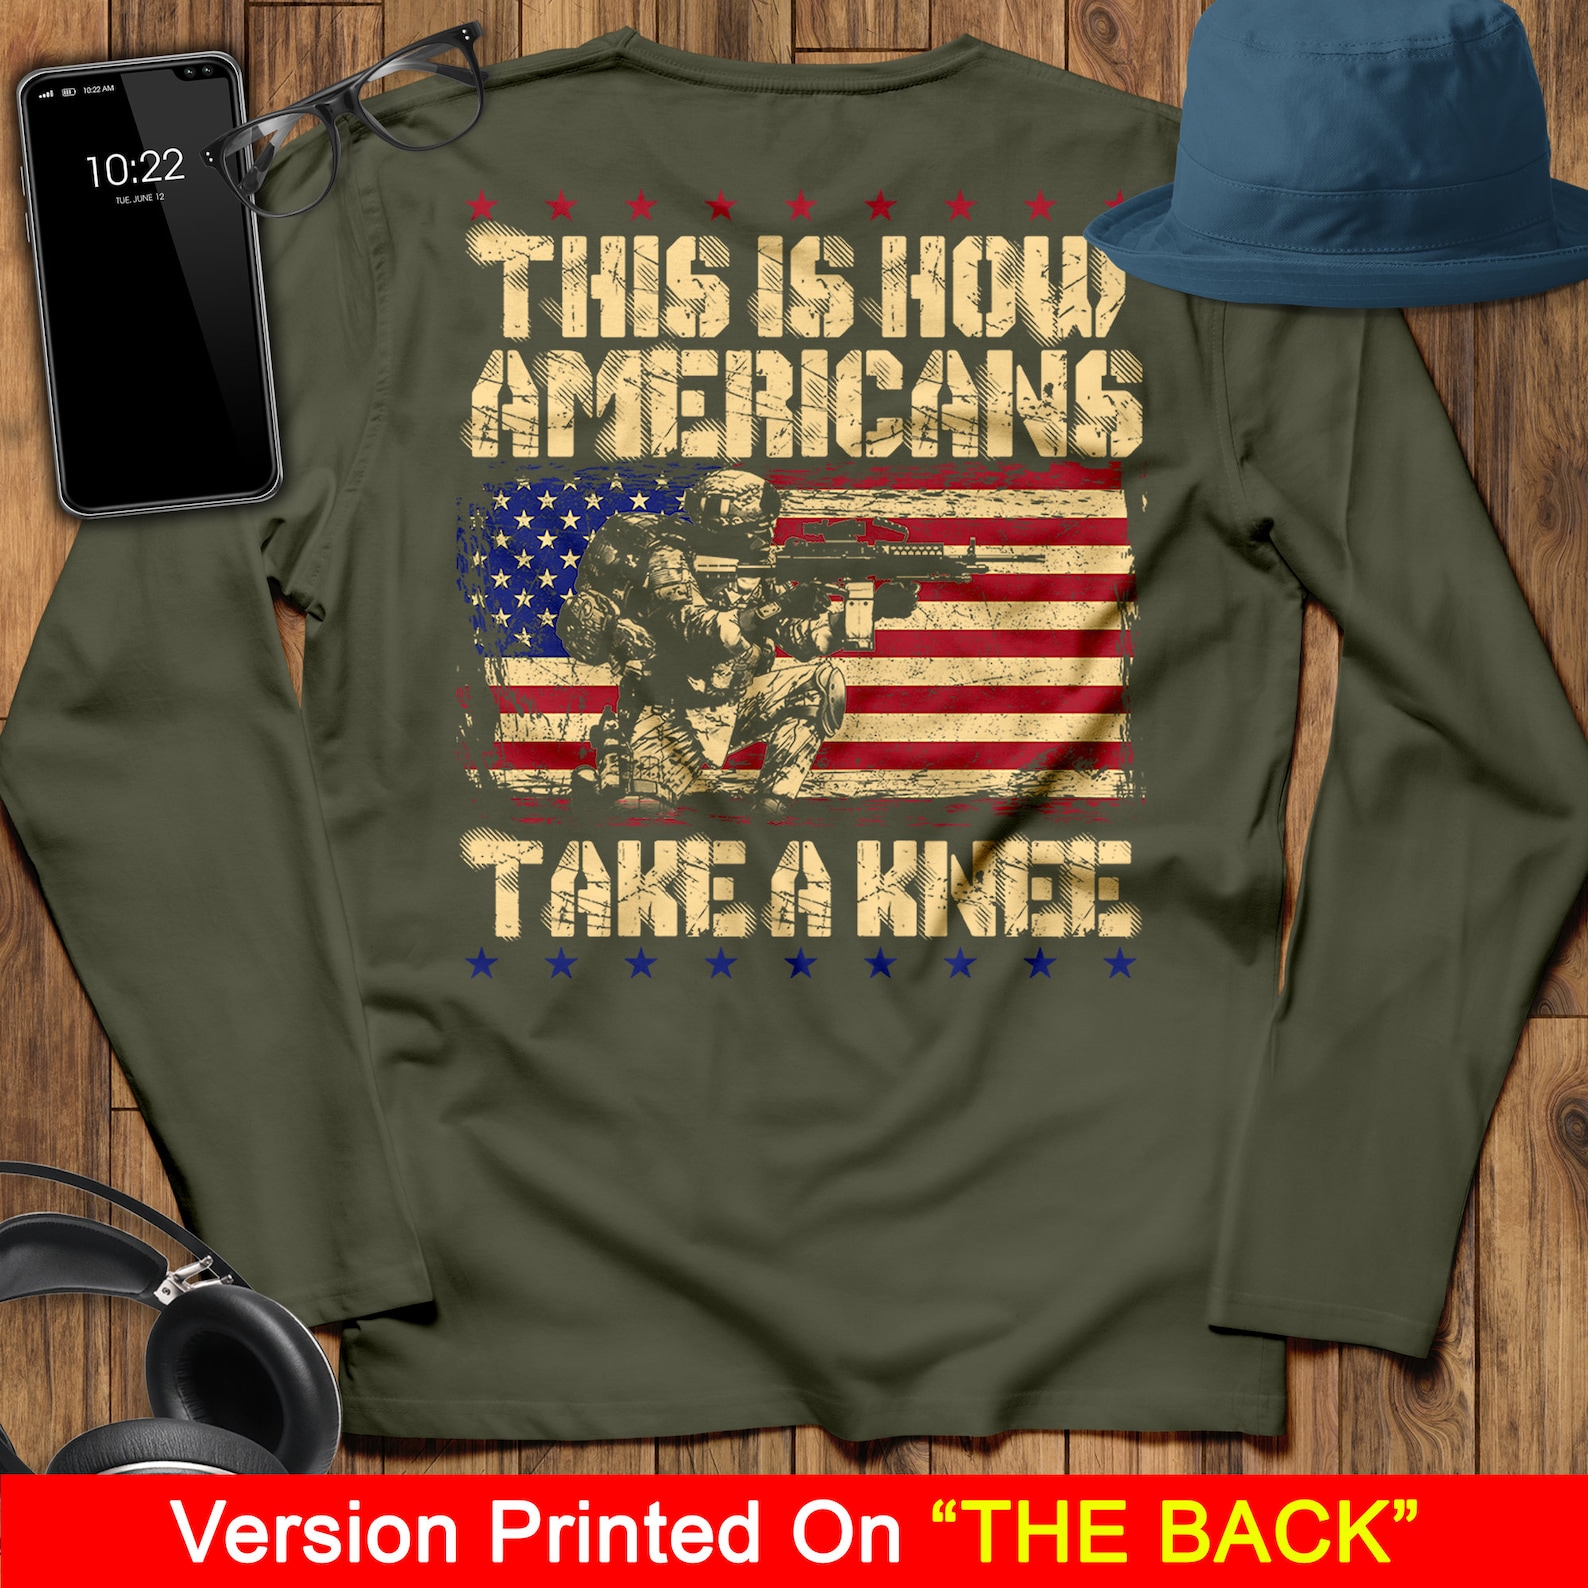 10:22 AM
10:22
TUE, JUNE 12
THIS IS HOW
AMERICANS
TAKE A KNEE
Version Printed On “THE BACK”